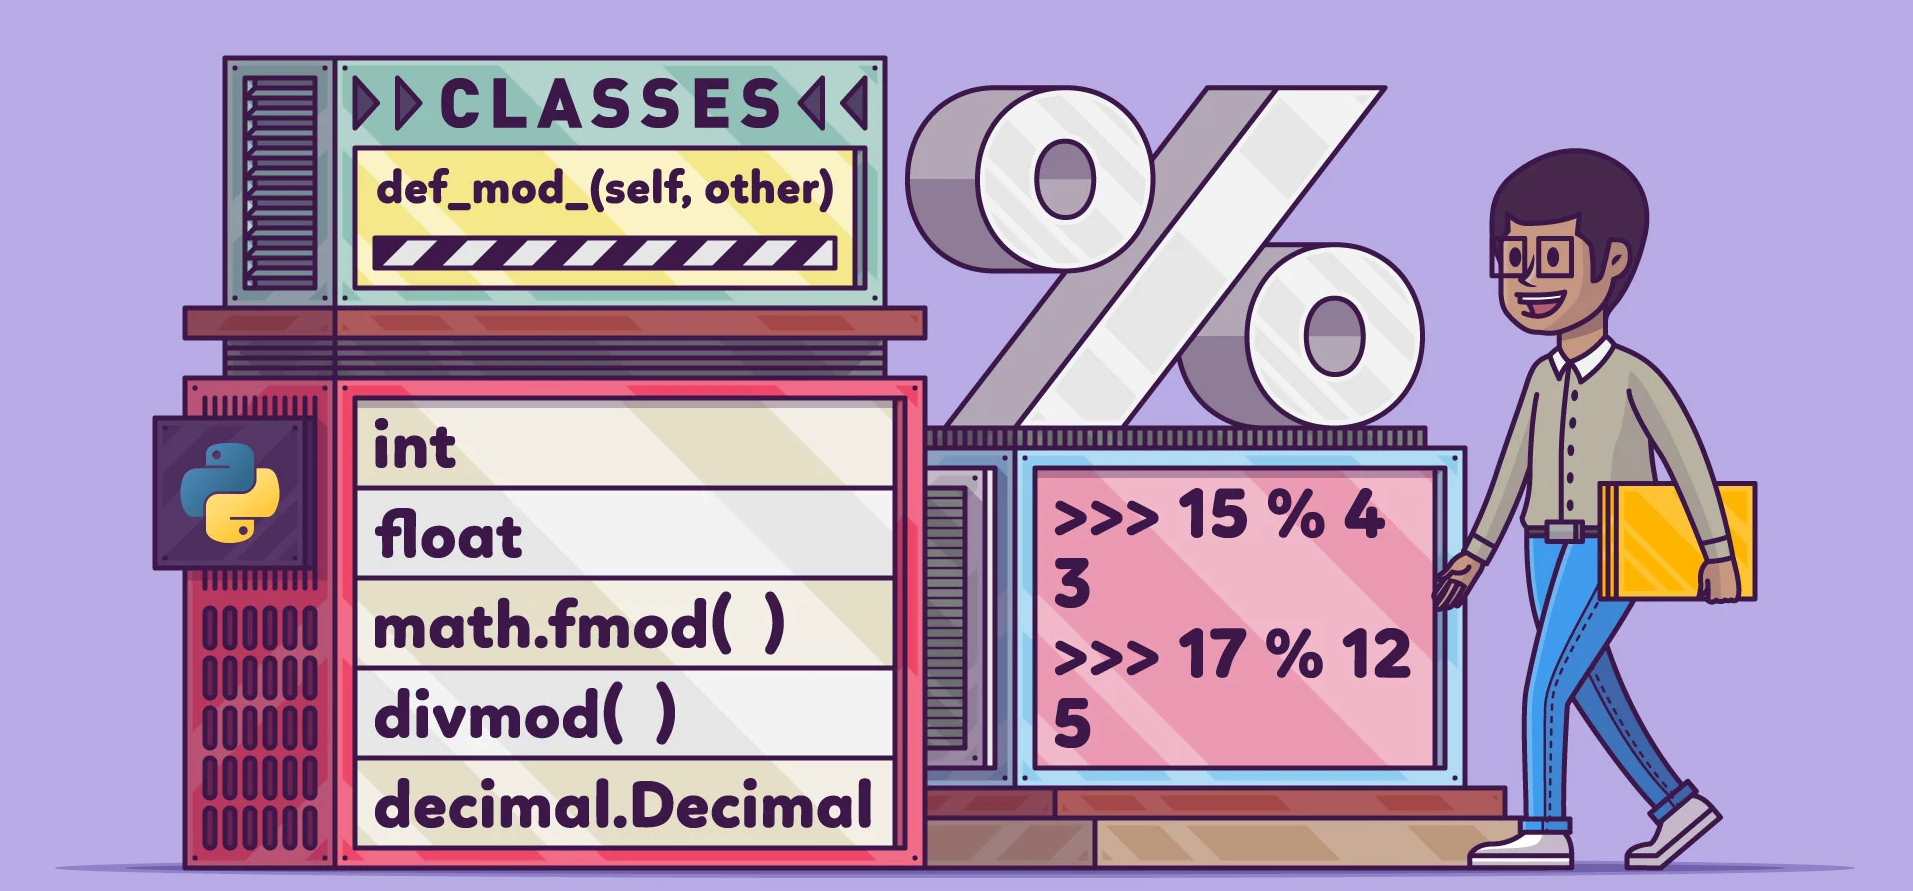 CLASSES
def_mod_(self, other)
int
float
math.fmod( )
divmod( )
decimal.Decimal
%
>>> 15 % 4
3
>>> 17 % 12
5